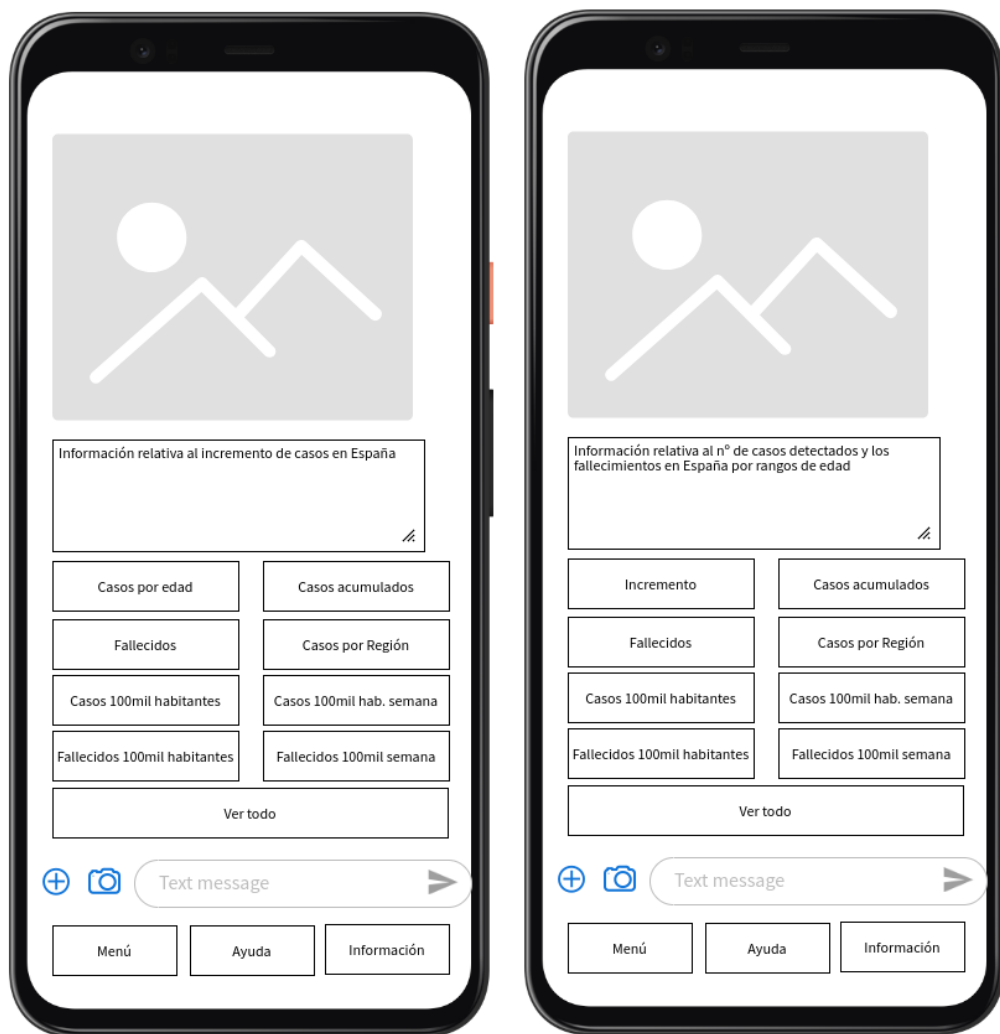 Información relativa al incremento de casos en España
Casos por edad
Casos acumulados
Fallecidos
Casos por Región
Casos 100mil habitantes
Casos 100mil hab. semana
Fallecidos 100mil habitantes
Fallecidos 100mil semana
Ver todo
Text message
Menú
Ayuda
Información
Información relativa al nº de casos detectados y los
fallecimientos en España por rangos de edad
Incremento
Casos acumulados
Fallecidos
Casos por Región
Casos 100mil habitantes
Casos 100mil hab. semana
Fallecidos 100mil habitantes
Fallecidos 100mil semana
Ver todo
Text message
Menú
Ayuda
Información